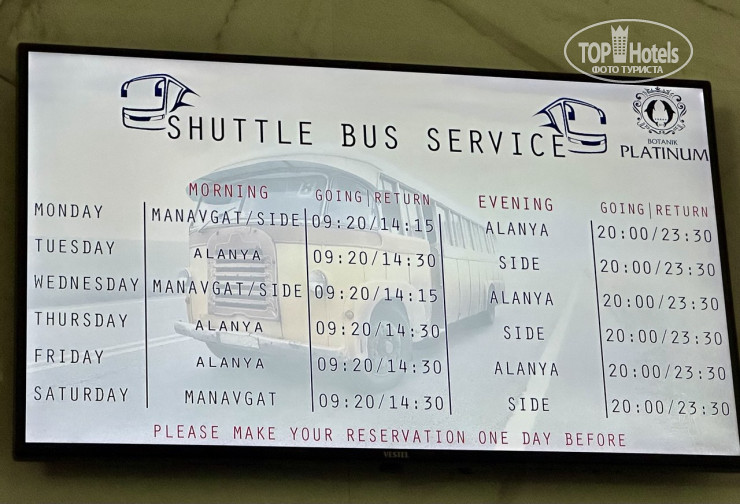 TOP Hotels
ФОТО ТУРИСТА
SHUTTLE BUS SERVICE
BOTANIK
PLATINUM
MORNING GOING|RETURN EVENING GOING|RETURN
MONDAY MANAVGAT/SIDE 09:20/14:15 ALANYA 20:00/23:30
TUESDAY ALANYA 09:20/14:30 SIDE 20:00/23:30
WEDNESDAY MANAVGAT/SIDE 09:20/14:15 ALANYA 20:00/23:30
THURSDAY ALANYA 09:20/14:30 SIDE 20:00/23:30
FRIDAY ALANYA 09:20/14:30 ALANYA 20:00/23:30
SATURDAY MANAVGAT 09:20/14:30 SIDE 20:00/23:30
PLEASE MAKE YOUR RESERVATION ONE DAY BEFORE
VESTEL